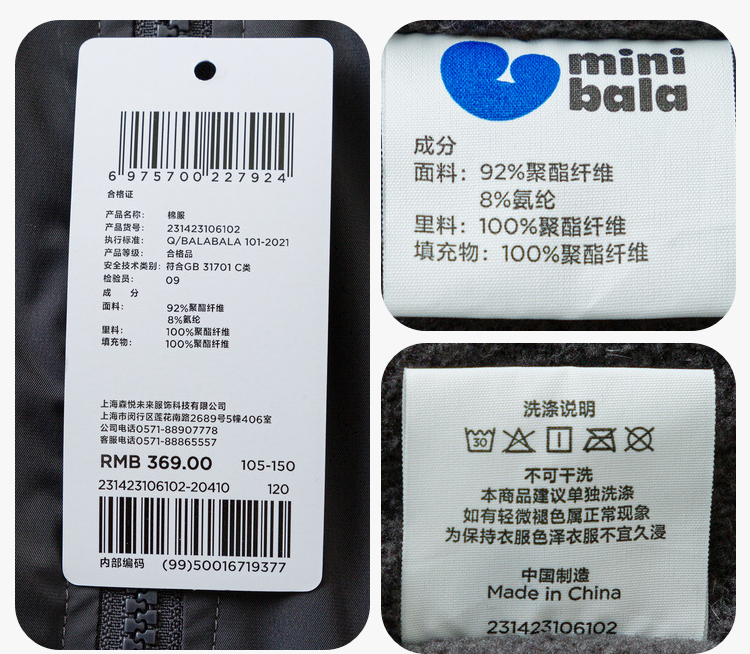 6 975700 227924
合格证
产品名称: 棉服
产品货号: 231423106102
执行标准: Q/BALABALA 101-2021
产品等级: 合格品
安全技术类别: 符合GB 31701 C类
检验员: 09
成 分
面料: 92%聚酯纤维
8%氨纶
里料: 100%聚酯纤维
填充物: 100%聚酯纤维
上海森悦未来服饰科技有限公司
上海市闵行区莲花南路2689号5幢406室
公司电话0571-88907778
客服电话0571-88865557
RMB 369.00 105-150
231423106102-20410 120
内部编码 (99)50016719377
mini
bala
成分
面料: 92%聚酯纤维
8%氨纶
里料: 100%聚酯纤维
填充物: 100%聚酯纤维
洗涤说明
30
不可干洗
本商品建议单独洗涤
如有轻微褪色属正常现象
为保持衣服色泽衣服不宜久浸
中国制造
Made in China
231423106102